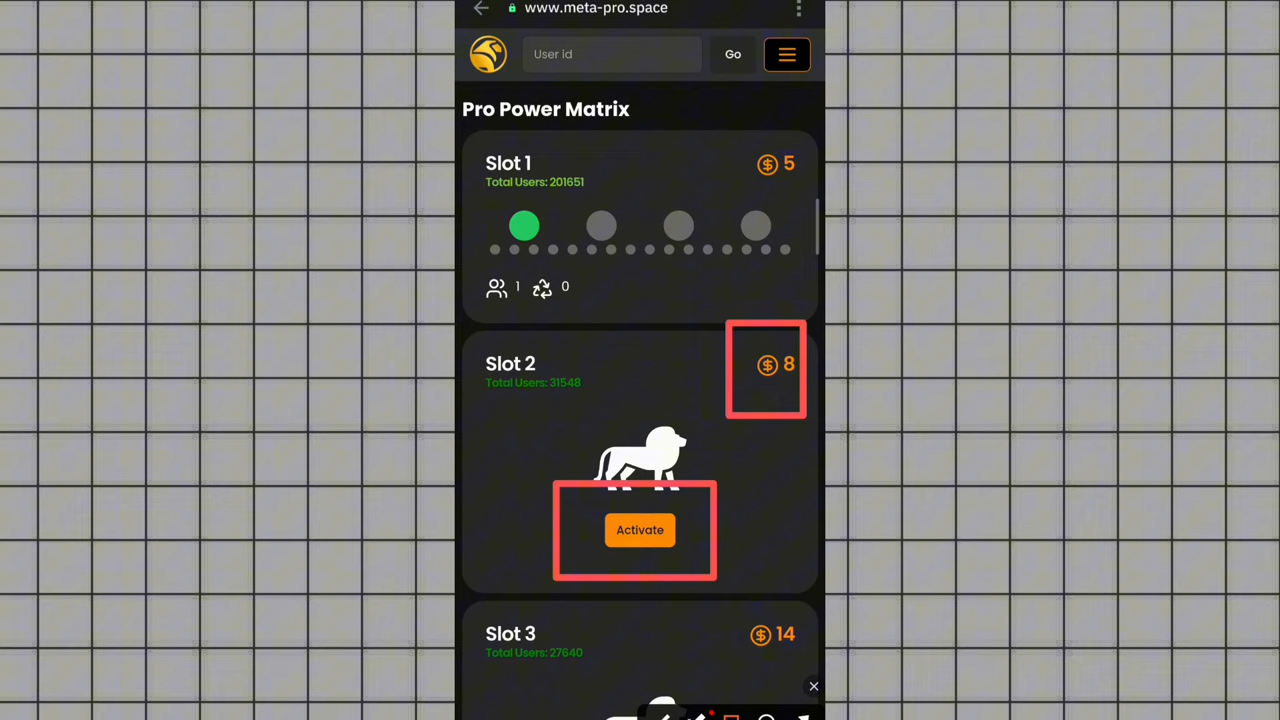 www.meta-pro.space
User id
Go
Pro Power Matrix
Slot 1
5
Total Users: 201651
1
0
Slot 2
8
Total Users: 31548
Activate
Slot 3
14
Total Users: 27640